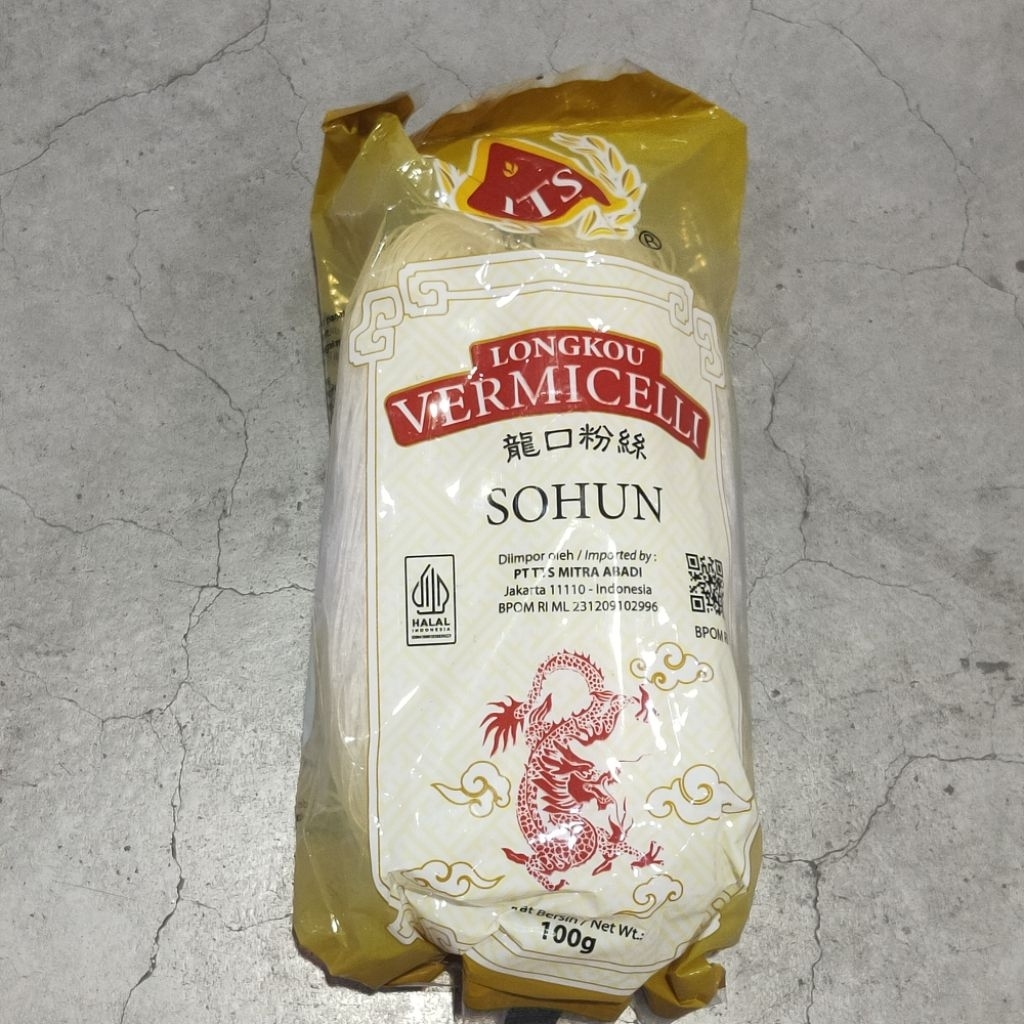 TTS
®
LONGKOU
VERMICELLI
龍口粉絲
SOHUN
Diimpor oleh / Imported by :
PT TTS MITRA ABADI
Jakarta 11110 - Indonesia
BPOM RI ML 231209102996
HALAL
INDONESIA
BPOM
Net Wt.:
100g